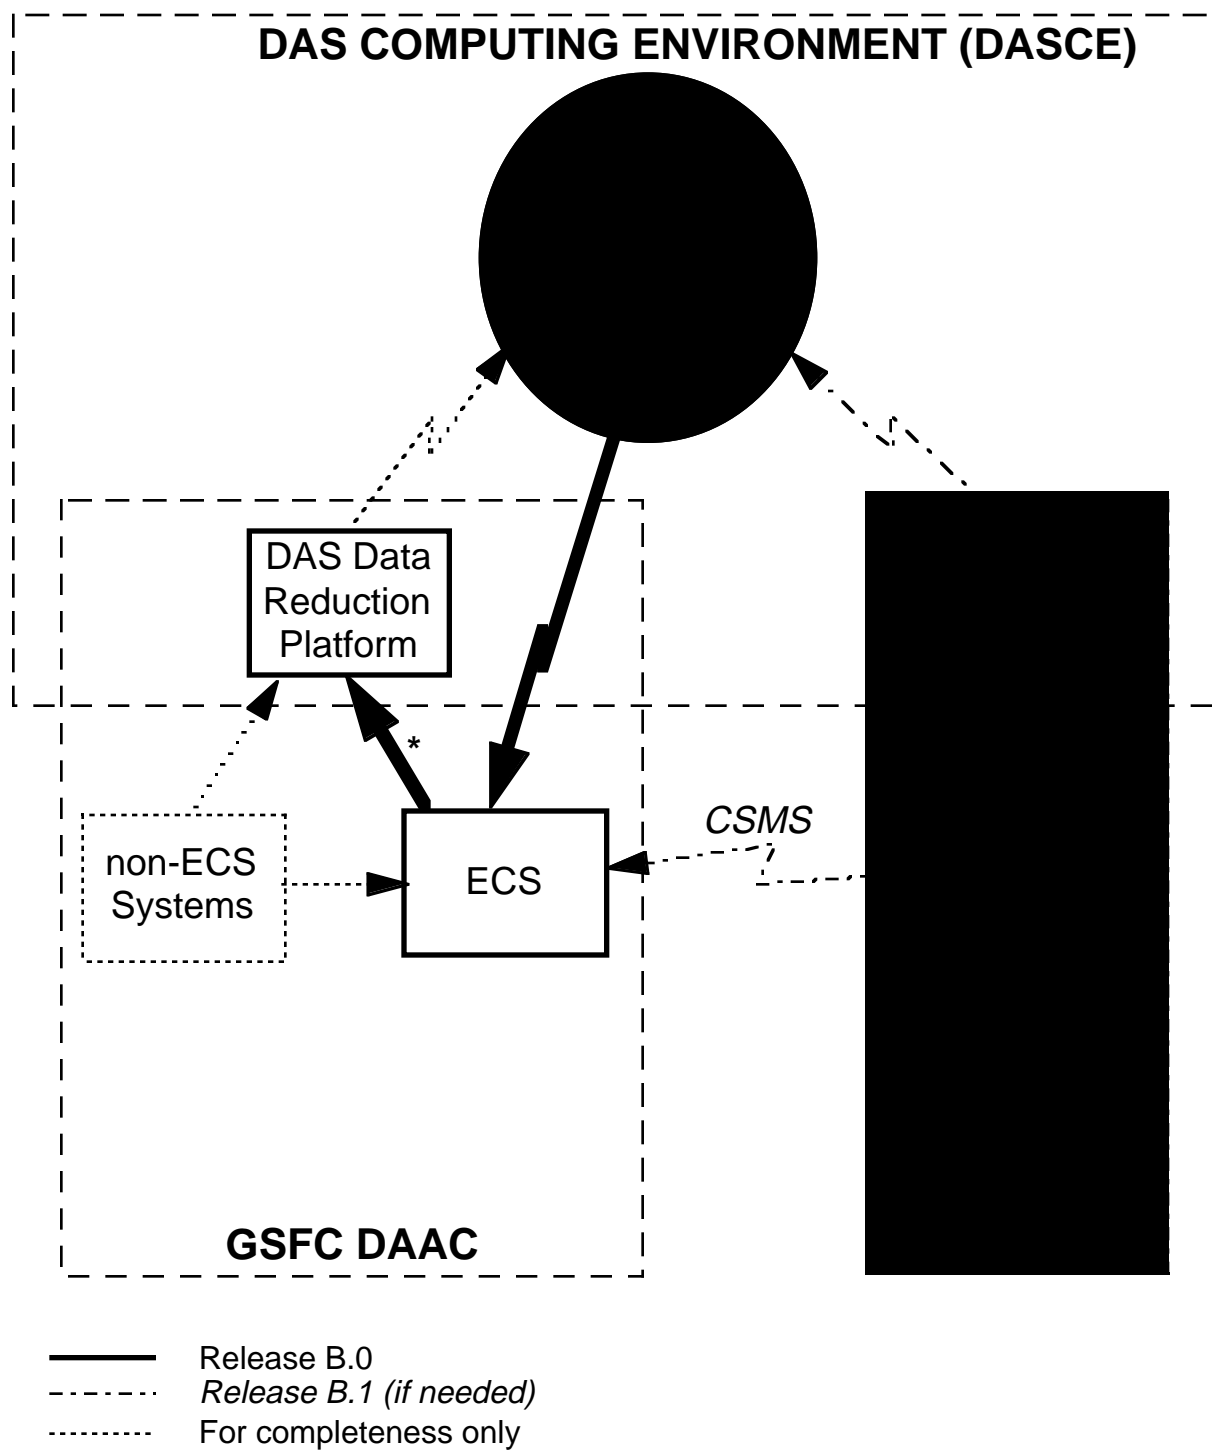 DAS COMPUTING ENVIRONMENT (DASCE)
DAS Data
Reduction
Platform
*
CSMS
non-ECS
Systems
ECS
GSFC DAAC
Release B.0
Release B.1 (if needed)
For completeness only